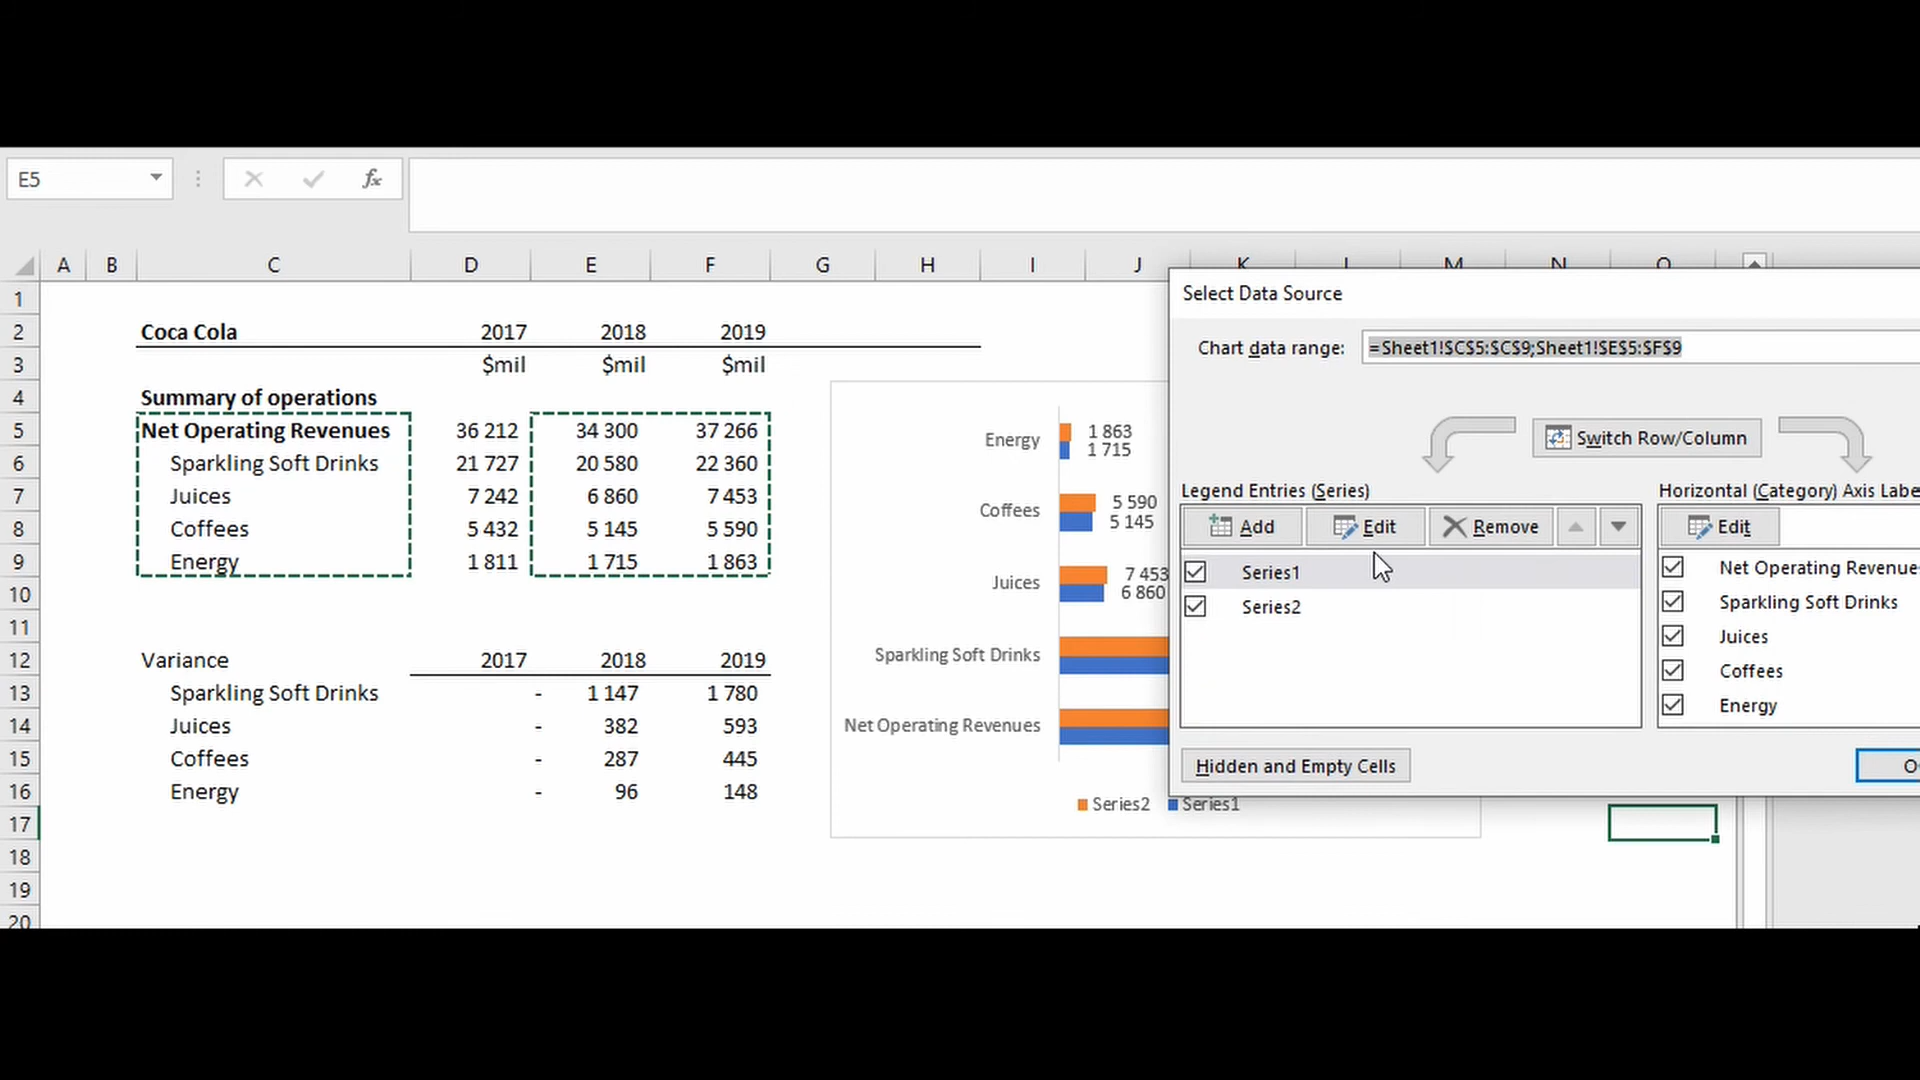 E5
fx
A B C D E F G H I J K L M N O
1
2 Coca Cola 2017 2018 2019
3 $mil $mil $mil
4 Summary of operations
5 Net Operating Revenues 36 212 34 300 37 266
6 Sparkling Soft Drinks 21 727 20 580 22 360
7 Juices 7 242 6 860 7 453
8 Coffees 5 432 5 145 5 590
9 Energy 1 811 1 715 1 863
10
11
12 Variance 2017 2018 2019
13 Sparkling Soft Drinks - 1 147 1 780
14 Juices - 382 593
15 Coffees - 287 445
16 Energy - 96 148
17
18
19
20
Energy 1 863
1 715
Coffees 5 590
5 145
Juices 7 453
6 860
Sparkling Soft Drinks
Net Operating Revenues
Series2 Series1
Select Data Source
Chart data range: =Sheet1!$C$5:$C$9;Sheet1!$E$5:$F$9
Switch Row/Column
Legend Entries (Series)
Add Edit Remove
Series1
Series2
Horizontal (Category) Axis Labe
Edit
Net Operating Revenue
Sparkling Soft Drinks
Juices
Coffees
Energy
Hidden and Empty Cells
O